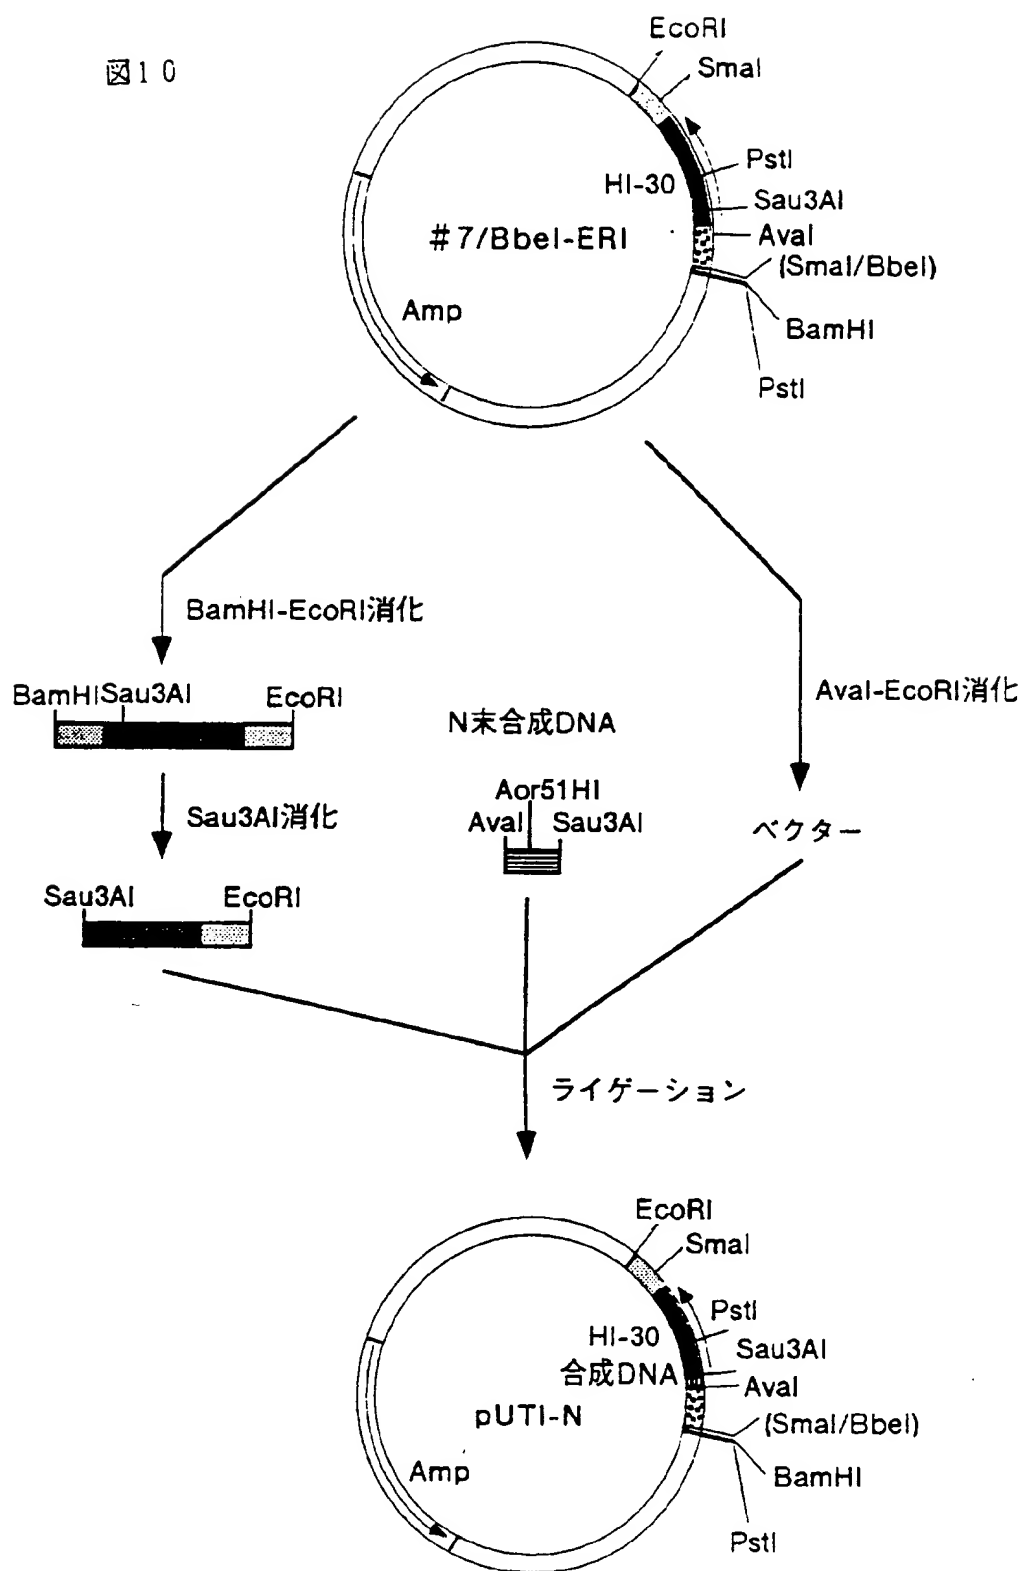 図10
EcoRI
SmaI
PstI
HI-30
Sau3AI
#7/BbeI-ERI
AvaI
(SmaI/BbeI)
Amp
BamHI
PstI
BamHI-EcoRI消化
AvaI-EcoRI消化
BamHI
Sau3AI
EcoRI
N末合成DNA
Sau3AI消化
Aor51HI
AvaI
Sau3AI
ベクター
Sau3AI
EcoRI
ライゲーション
EcoRI
SmaI
PstI
HI-30
Sau3AI
合成DNA
AvaI
pUTI-N
(SmaI/BbeI)
Amp
BamHI
PstI